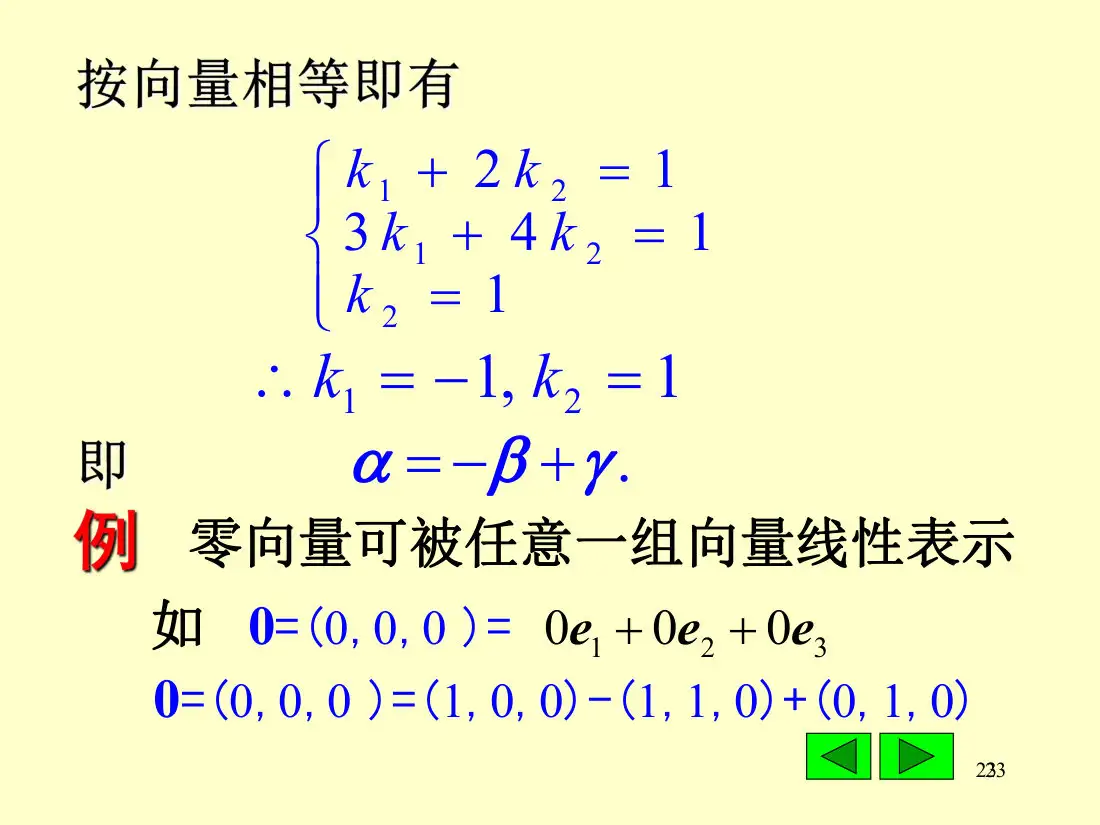 按向量相等即有
k₁ + 2k₂ = 1
3k₁ + 4k₂ = 1
k₂ = 1
∴ k₁ = −1, k₂ = 1
即 α = −β + γ.
例 零向量可被任意一组向量线性表示
如 0=(0,0,0 )= 0e₁ + 0e₂ + 0e₃
0=(0,0,0 )=(1,0,0)-(1,1,0)+(0,1,0)